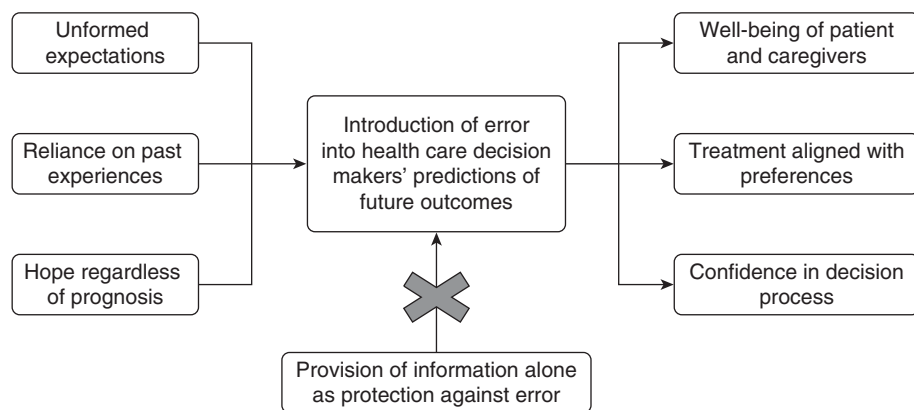 Unformed
expectations
Reliance on past
experiences
Hope regardless
of prognosis
Introduction of error
into health care decision
makers' predictions of
future outcomes
Provision of information alone
as protection against error
Well-being of patient
and caregivers
Treatment aligned with
preferences
Confidence in decision
process